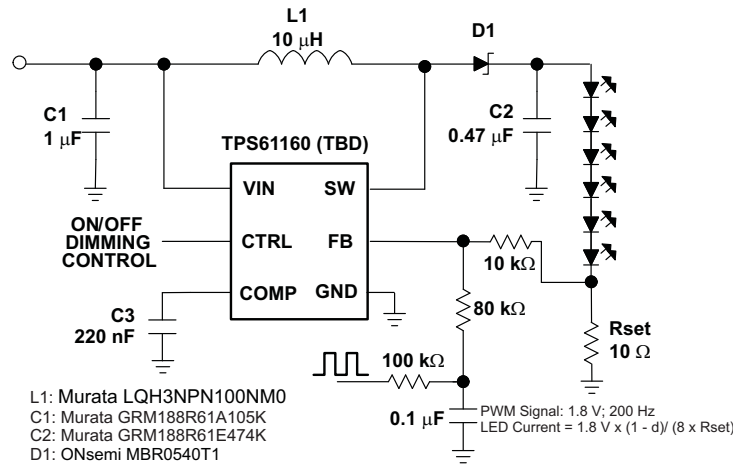 L1
10 μH
D1
C1
1 μF
C2
0.47 μF
TPS61160 (TBD)
VIN
SW
ON/OFF
DIMMING
CONTROL
CTRL
FB
10 kΩ
COMP
GND
C3
220 nF
80 kΩ
Rset
10 Ω
100 kΩ
0.1 μF
L1: Murata LQH3NPN100NM0
C1: Murata GRM188R61A105K
C2: Murata GRM188R61E474K
D1: ONsemi MBR0540T1
PWM Signal: 1.8 V; 200 Hz
LED Current = 1.8 V x (1 - d)/ (8 x Rset)